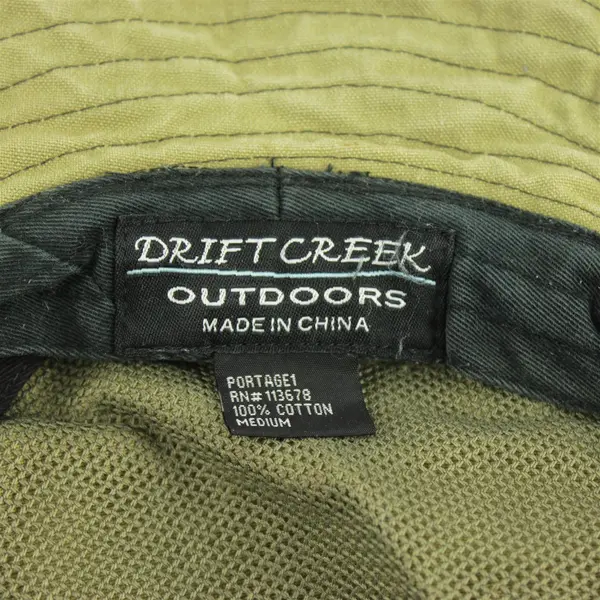 DRIFT CREEK
OUTDOORS
MADE IN CHINA
PORTAGE1
RN# 113678
100% COTTON
MEDIUM